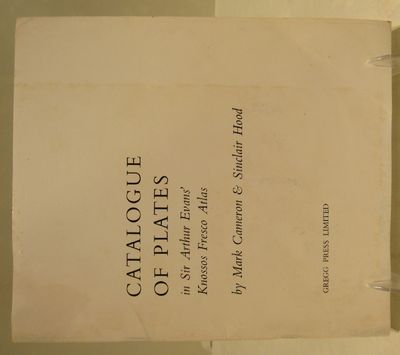 CATALOGUE
OF PLATES
in Sir Arthur Evans'
Knossos Fresco Atlas
by Mark Cameron & Sinclair Hood
GREGG PRESS LIMITED